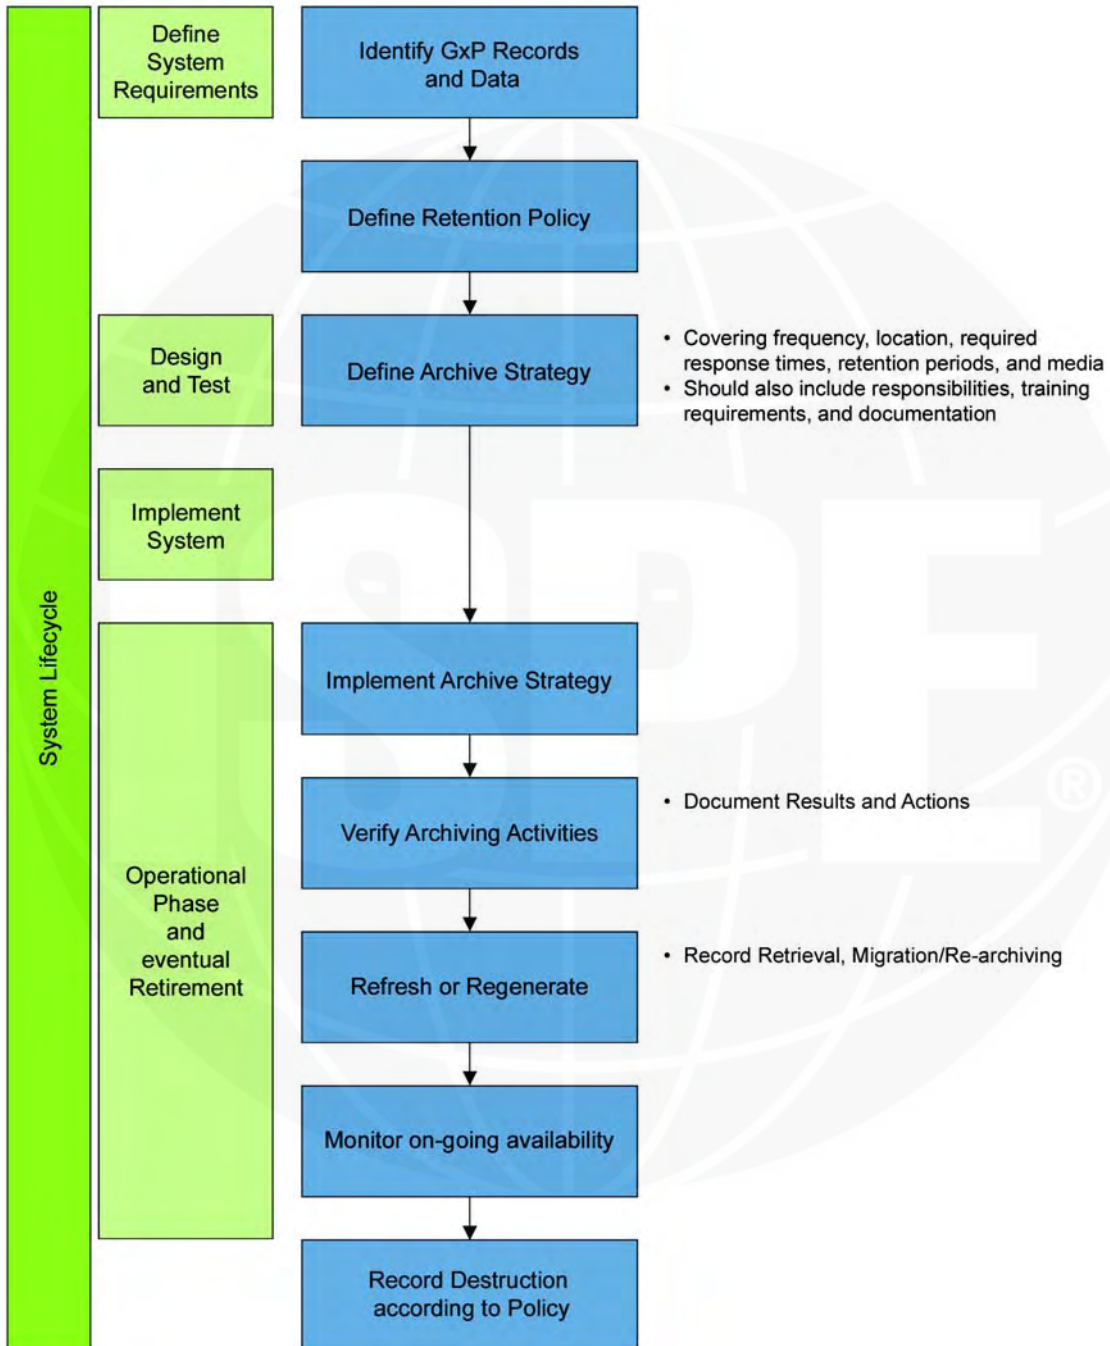 Define
System
Requirements
Identify GxP Records
and Data
Define Retention Policy
Design
and Test
Define Archive Strategy
• Covering frequency, location, required
response times, retention periods, and media
• Should also include responsibilities, training
requirements, and documentation
Implement
System
System Lifecycle
Implement Archive Strategy
Verify Archiving Activities
• Document Results and Actions
Operational
Phase
and
eventual
Retirement
Refresh or Regenerate
• Record Retrieval, Migration/Re-archiving
Monitor on-going availability
Record Destruction
according to Policy
ISPE®